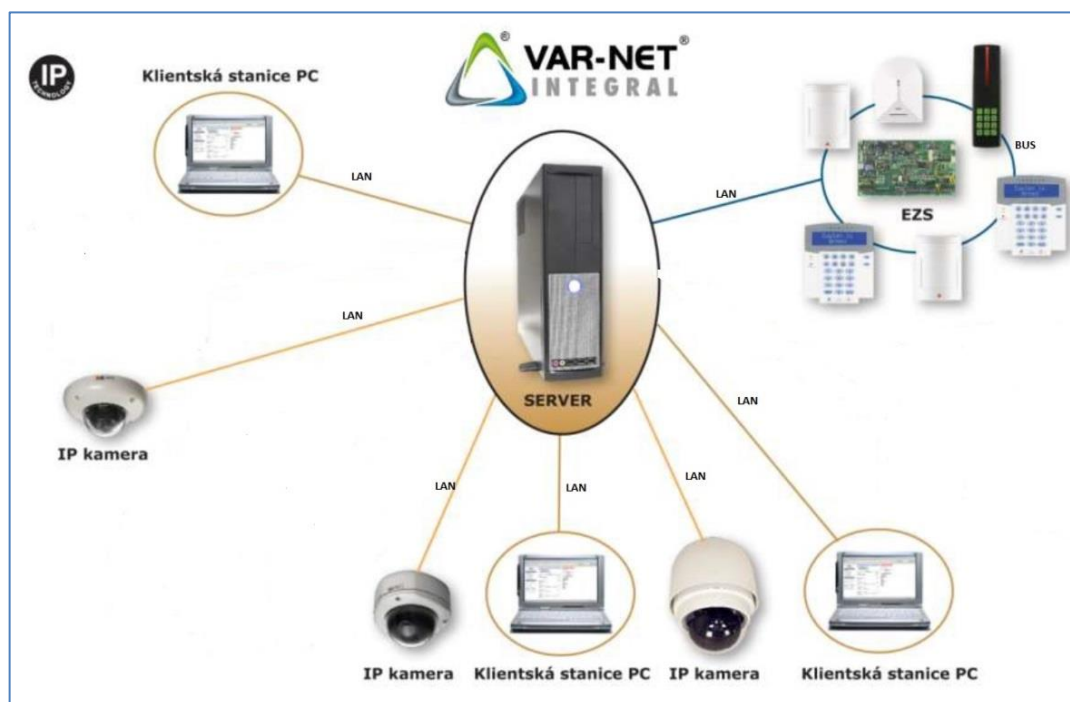 IP
TECHNOLOGY
VAR-NET®
INTEGRAL
®
Klientská stanice PC
LAN
LAN
BUS
EZS
LAN
IP kamera
SERVER
LAN
LAN
LAN
LAN
IP kamera
Klientská stanice PC
IP kamera
Klientská stanice PC